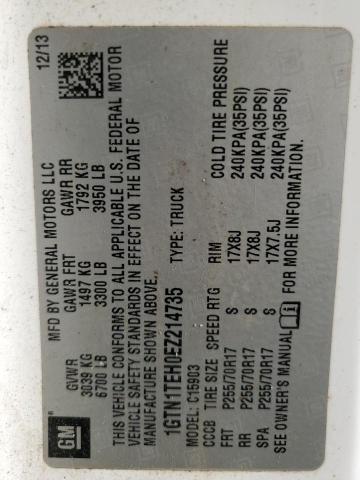 GM
MFD BY GENERAL MOTORS LLC
12/13
GVWR GAWR FRT GAWR RR
3039 KG 1497 KG 1792 KG
6700 LB 3300 LB 3950 LB
THIS VEHICLE CONFORMS TO ALL APPLICABLE U.S. FEDERAL MOTOR
VEHICLE SAFETY STANDARDS IN EFFECT ON THE DATE OF
MANUFACTURE SHOWN ABOVE.
1GTN1TEH0EZ214735 TYPE: TRUCK
MODEL: C15903
CCCB TIRE SIZE SPEED RTG RIM COLD TIRE PRESSURE
FRT P255/70R17 S 17X8J 240KPA(35PSI)
RR P255/70R17 S 17X8J 240KPA(35PSI)
SPA P255/70R17 S 17X7.5J 240KPA(35PSI)
SEE OWNER'S MANUAL FOR MORE INFORMATION.